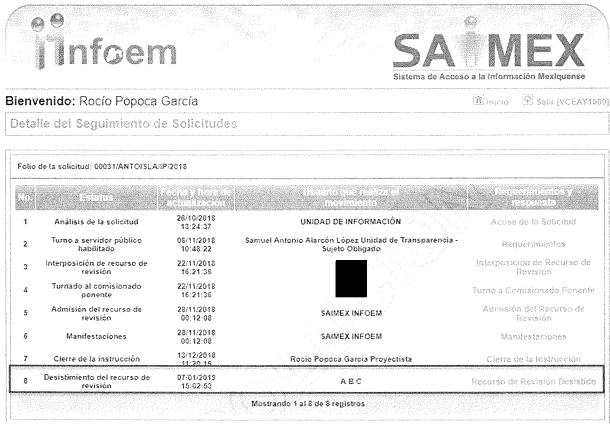 infoem
SAIMEX
Sistema de Acceso a la Información Mexiquense
Bienvenido: Rocío Popoca García
Inicio Salir [VCEAY1080]
Detalle del Seguimiento de Solicitudes
Folio de la solicitud: 00031/ANTOISLA/IP/2018
No. Estatus Fecha y hora de actualización Usuario que realiza el movimiento Requerimientos y respuesta
1 Análisis de la solicitud 26/10/2018 13:24:37 UNIDAD DE INFORMACIÓN Acuse de la Solicitud
2 Turno a servidor público habilitado 06/11/2018 10:48:22 Samuel Antonio Alarcón López Unidad de Transparencia - Sujeto Obligado Requerimientos
3 Interposición de recurso de revisión 22/11/2018 16:21:36 Interposición de Recurso de Revisión
4 Turnado al comisionado ponente 22/11/2018 16:21:36 Turno a Comisionado Ponente
5 Admisión del recurso de revisión 28/11/2018 00:12:08 SAIMEX INFOEM Admisión del Recurso de Revisión
6 Manifestaciones 28/11/2018 00:12:08 SAIMEX INFOEM Manifestaciones
7 Cierre de la instrucción 13/12/2018 11:20:19 Rocío Popoca García Proyectista Cierre de la Instrucción
8 Desistimiento del recurso de revisión 07/01/2019 15:02:53 A B C Recurso de Revisión Desistido
Mostrando 1 al 8 de 8 registros